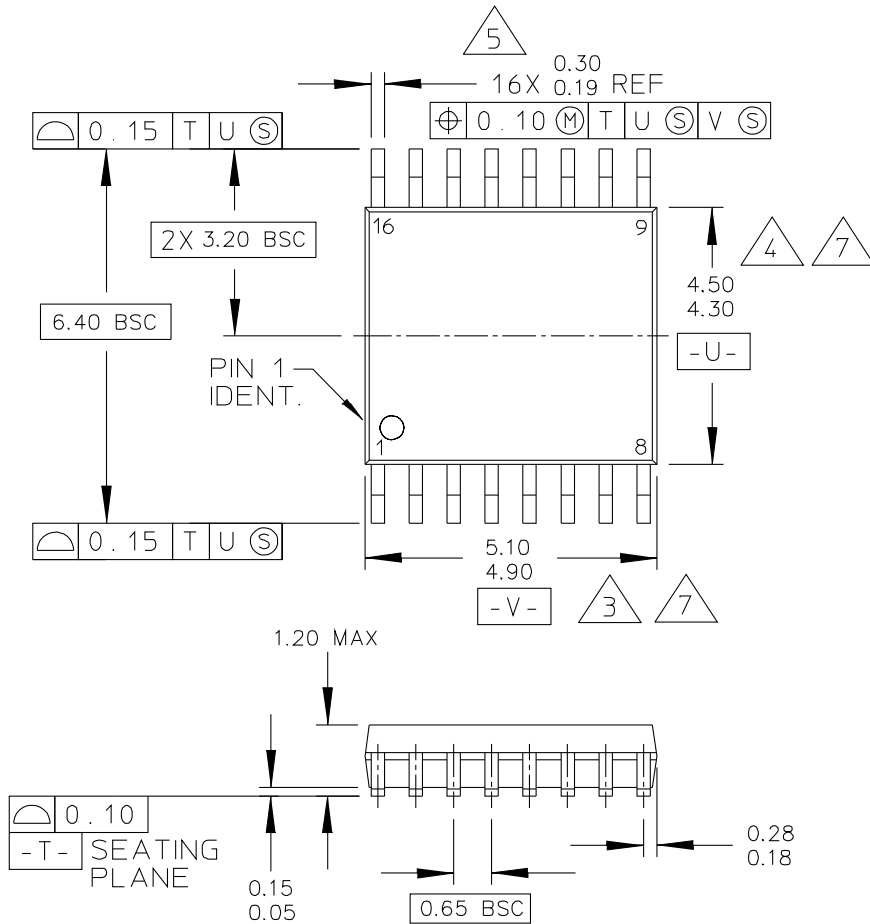 5
0.30
16X 0.19 REF
0.15 T U Ⓢ
⌖ 0.10 Ⓜ T U Ⓢ V Ⓢ
16 9
2X 3.20 BSC
4 7
4.50
4.30
6.40 BSC
-U-
PIN 1
IDENT.
1 8
0.15 T U Ⓢ
5.10
4.90
-V- 3 7
1.20 MAX
0.10
-T- SEATING
PLANE
0.28
0.18
0.15
0.05
0.65 BSC